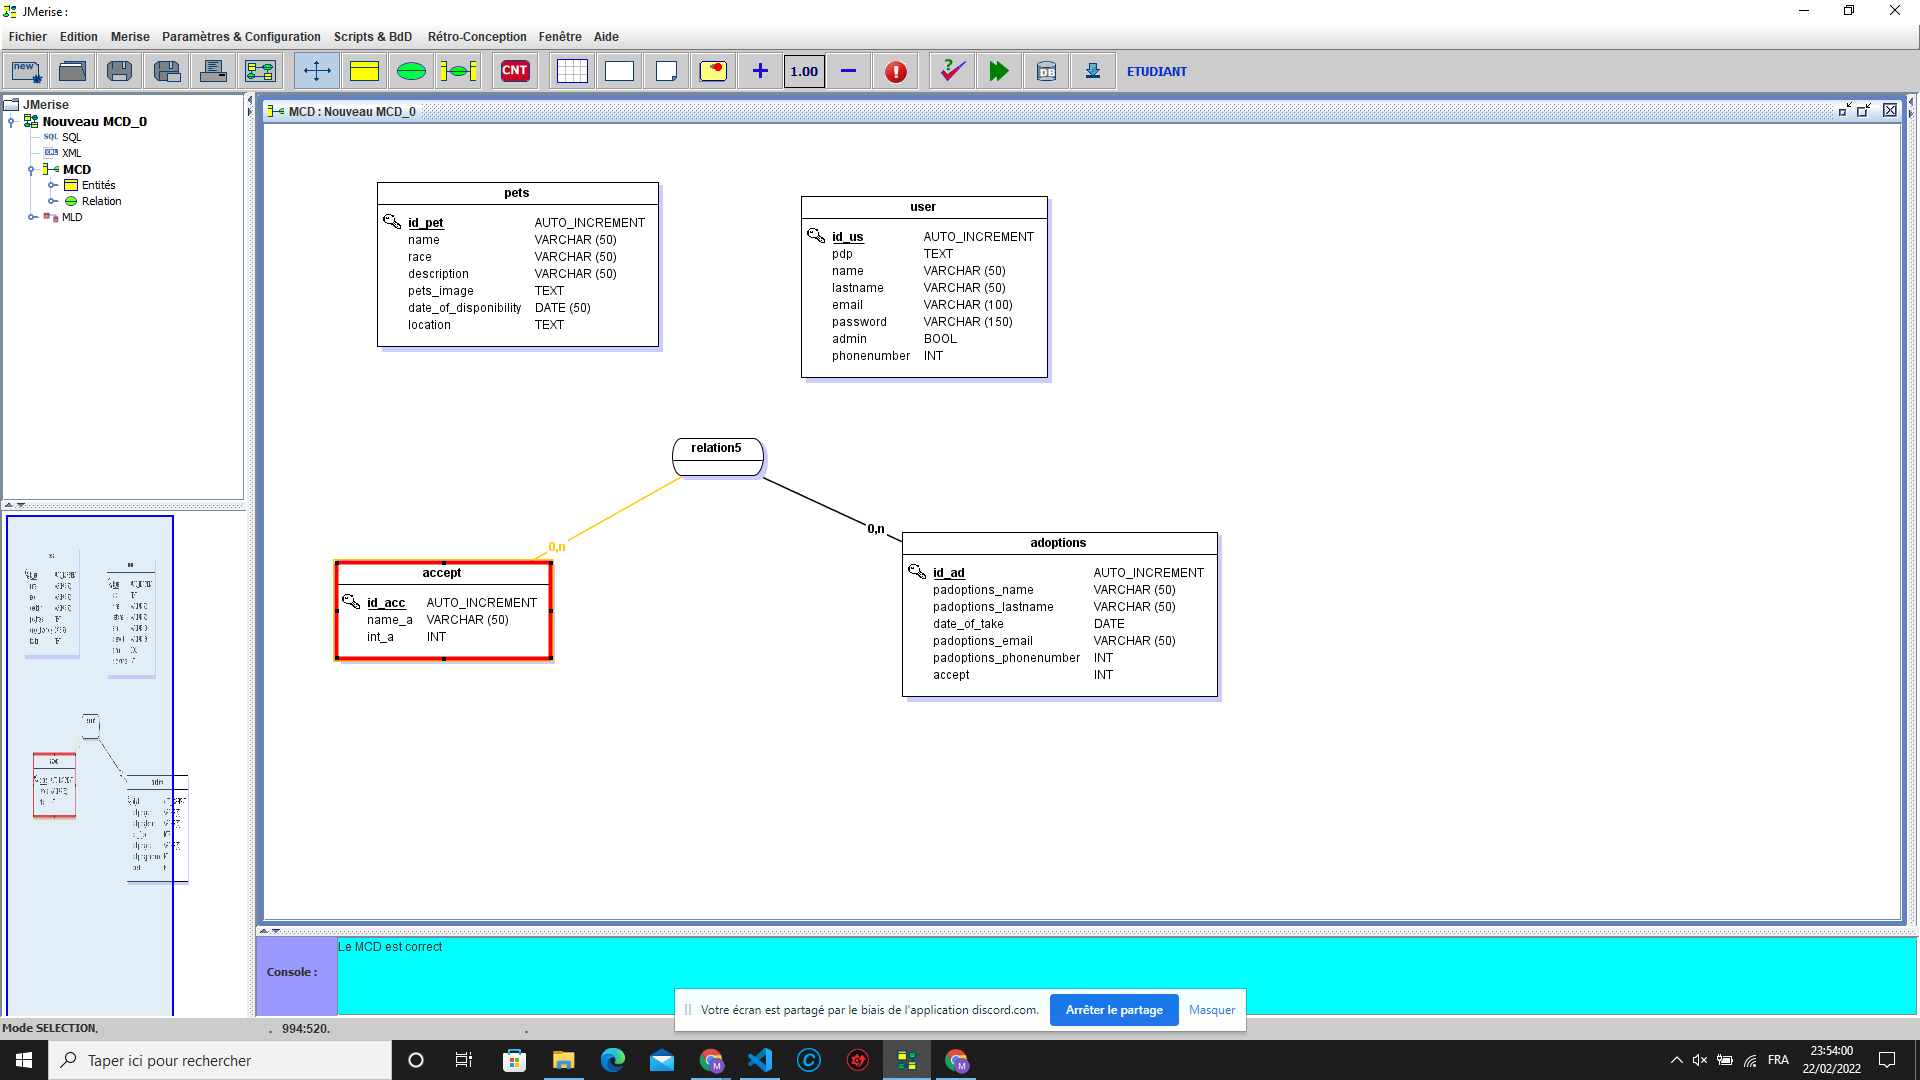 JMerise :
Fichier Edition Merise Paramètres & Configuration Scripts & BdD Rétro-Conception Fenêtre Aide
new CNT 1.00 DB ETUDIANT
JMerise
Nouveau MCD_0
SQL SQL
XML
MCD
Entités
Relation
MLD
MCD : Nouveau MCD_0
pets
id_pet AUTO_INCREMENT
name VARCHAR (50)
race VARCHAR (50)
description VARCHAR (50)
pets_image TEXT
date_of_disponibility DATE (50)
location TEXT
user
id_us AUTO_INCREMENT
pdp TEXT
name VARCHAR (50)
lastname VARCHAR (50)
email VARCHAR (100)
password VARCHAR (150)
admin BOOL
phonenumber INT
relation5
0,n
0,n
accept
id_acc AUTO_INCREMENT
name_a VARCHAR (50)
int_a INT
adoptions
id_ad AUTO_INCREMENT
padoptions_name VARCHAR (50)
padoptions_lastname VARCHAR (50)
date_of_take DATE
padoptions_email VARCHAR (50)
padoptions_phonenumber INT
accept INT
Console :
Le MCD est correct
Votre écran est partagé par le biais de l'application discord.com. Arrêter le partage Masquer
Mode SELECTION. . 994:520. .
Taper ici pour rechercher
M M FRA
23:54:00
22/02/2022